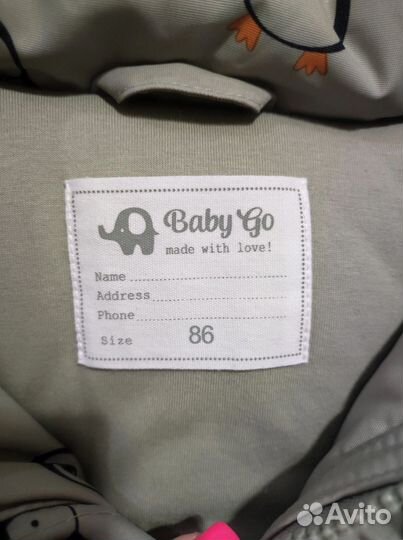 Baby Go
made with love!
Name
Address
Phone
Size 86
Avito